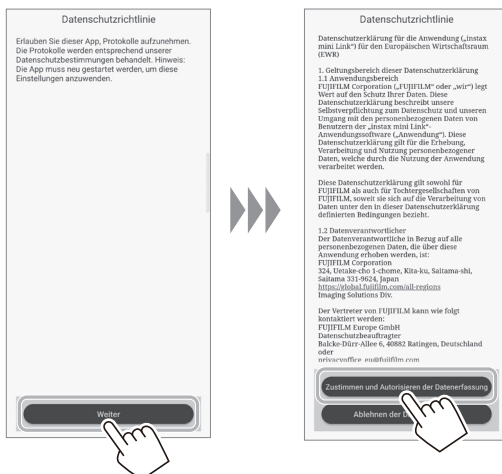 Datenschutzrichtlinie
Erlauben Sie dieser App, Protokolle aufzunehmen.
Die Protokolle werden entsprechend unserer
Datenschutzbestimmungen behandelt. Hinweis:
Die App muss neu gestartet werden, um diese
Einstellungen anzuwenden.
Weiter
Datenschutzrichtlinie
Datenschutzerklärung für die Anwendung („instax
mini Link“) für den Europäischen Wirtschaftsraum
(EWR)
1. Geltungsbereich dieser Datenschutzerklärung
1.1 Anwendungsbereich
FUJIFILM Corporation („FUJIFILM“ oder „wir“) legt
Wert auf den Schutz Ihrer Daten. Diese
Datenschutzerklärung beschreibt unsere
Selbstverpflichtung zum Datenschutz und unseren
Umgang mit den personenbezogenen Daten von
Benutzern der „instax mini Link“-
Anwendungssoftware („Anwendung“). Diese
Datenschutzerklärung gilt für die Erhebung,
Verarbeitung und Nutzung personenbezogener
Daten, welche durch die Nutzung der Anwendung
verarbeitet werden.
Diese Datenschutzerklärung gilt sowohl für
FUJIFILM als auch für Tochtergesellschaften von
FUJIFILM, soweit sie sich auf die Verarbeitung von
Daten unter den in dieser Datenschutzerklärung
definierten Bedingungen bezieht.
1.2 Datenverantwortlicher
Der Datenverantwortliche in Bezug auf alle
personenbezogenen Daten, die über diese
Anwendung erhoben werden, ist:
FUJIFILM Corporation
324, Uetake-cho 1-chome, Kita-ku, Saitama-shi,
Saitama 331-9624, Japan
https://global.fujifilm.com/all-regions
Imaging Solutions Div.
Der Vertreter von FUJIFILM kann wie folgt
kontaktiert werden:
FUJIFILM Europe GmbH
Datenschutzbeauftragter
Balcke-Dürr-Allee 6, 40882 Ratingen, Deutschland
oder
privacyoffice_eu@fujifilm.com
Zustimmen und Autorisieren der Datenerfassung
Ablehnen der